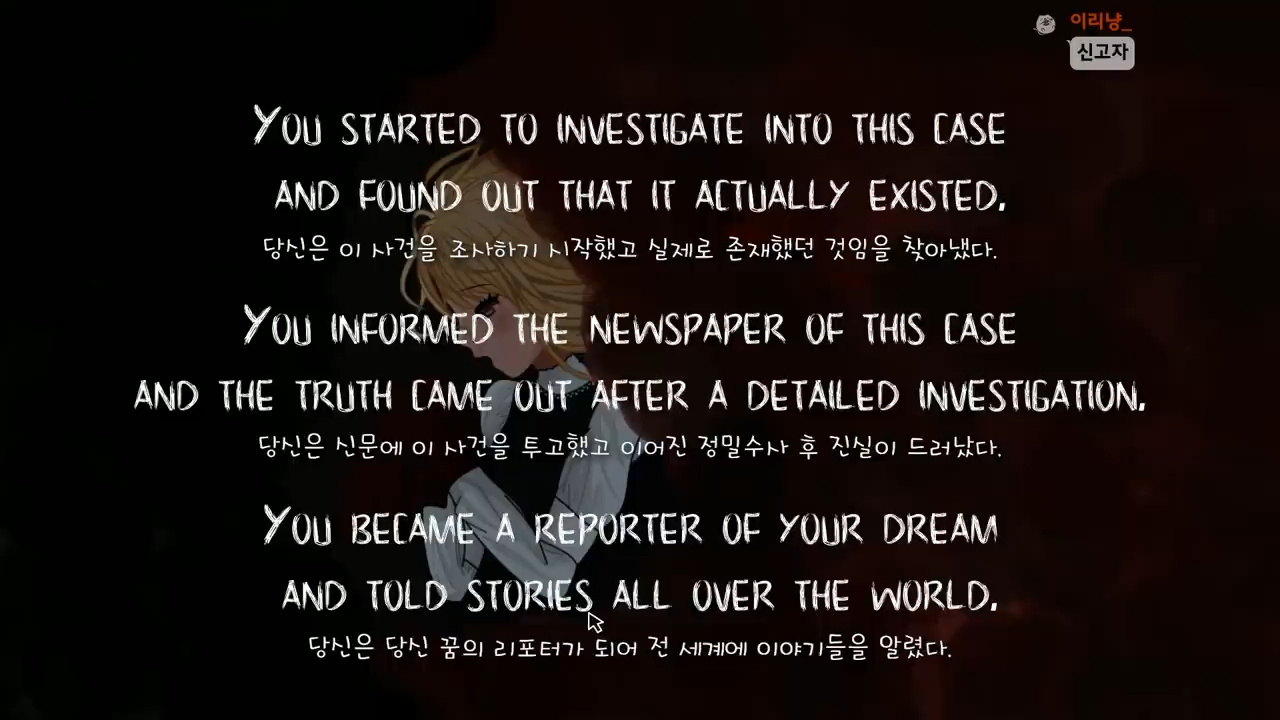 이리냥_
신고자
YOU STARTED TO INVESTIGATE INTO THIS CASE
AND FOUND OUT THAT IT ACTUALLY EXISTED.
당신은 이 사건을 조사하기 시작했고 실제로 존재했던 것임을 찾아냈다.
YOU INFORMED THE NEWSPAPER OF THIS CASE
AND THE TRUTH CAME OUT AFTER A DETAILED INVESTIGATION.
당신은 신문에 이 사건을 투고했고 이어진 정밀수사 후 진실이 드러났다.
YOU BECAME A REPORTER OF YOUR DREAM
AND TOLD STORIES ALL OVER THE WORLD.
당신은 당신 꿈의 리포터가 되어 전 세계에 이야기들을 알렸다.